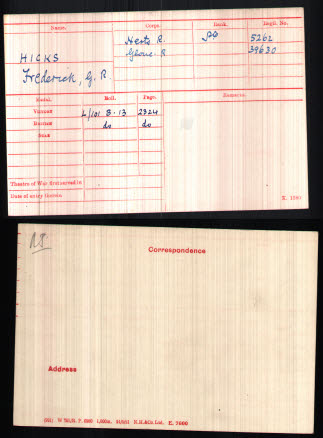 Name. Corps. Rank. Regtl. No.
Herts R. Pte 5262
HICKS Glouc. R 39630
Frederick, G. R.
Medal. Roll. Page. Remarks.
VICTORY L/101 B.13 2324
BRITISH do do
STAR
Theatre of War first served in
Date of entry therein
K. 1380
Correspondence
Address